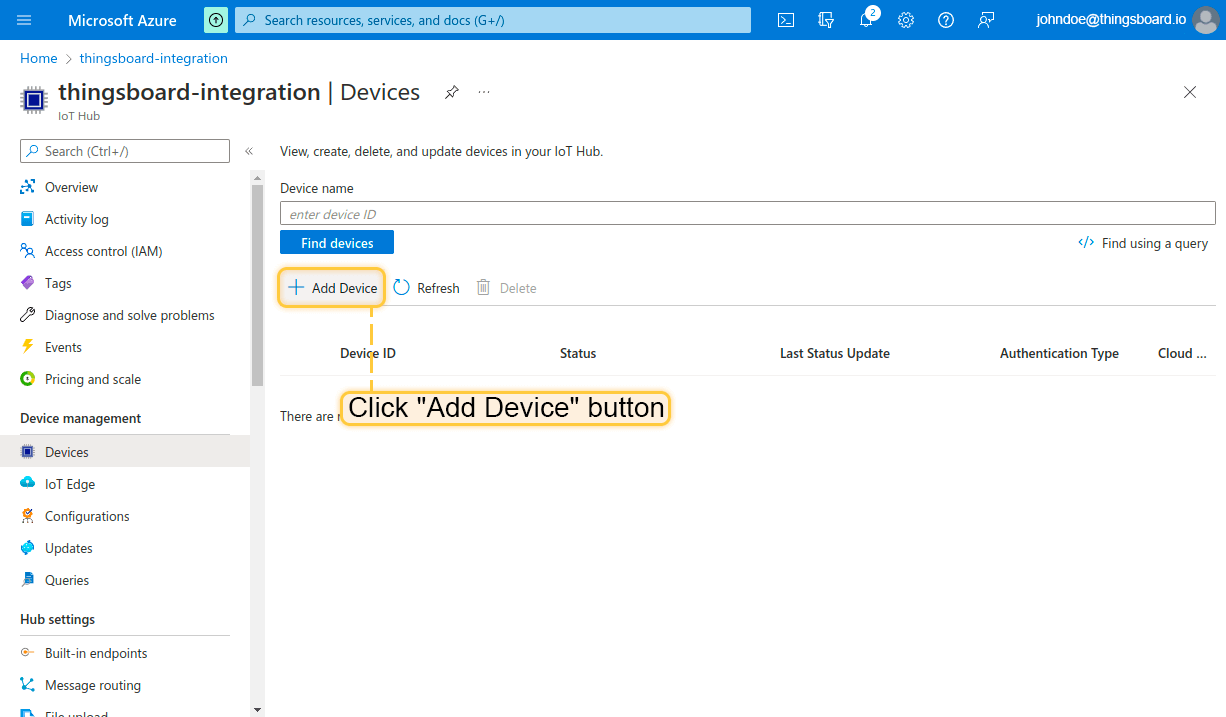 Microsoft Azure
Search resources, services, and docs (G+/)
2
johndoe@thingsboard.io
Home > thingsboard-integration
thingsboard-integration | Devices
...
IoT Hub
Search (Ctrl+/)
«
Overview
Activity log
Access control (IAM)
Tags
Diagnose and solve problems
Events
Pricing and scale
Device management
Devices
IoT Edge
Configurations
Updates
Queries
Hub settings
Built-in endpoints
Message routing
File upload
View, create, delete, and update devices in your IoT Hub.
Device name
enter device ID
Find devices
</> Find using a query
+ Add Device
Refresh
Delete
Device ID
Status
Last Status Update
Authentication Type
Cloud ...
There are
Click "Add Device" button